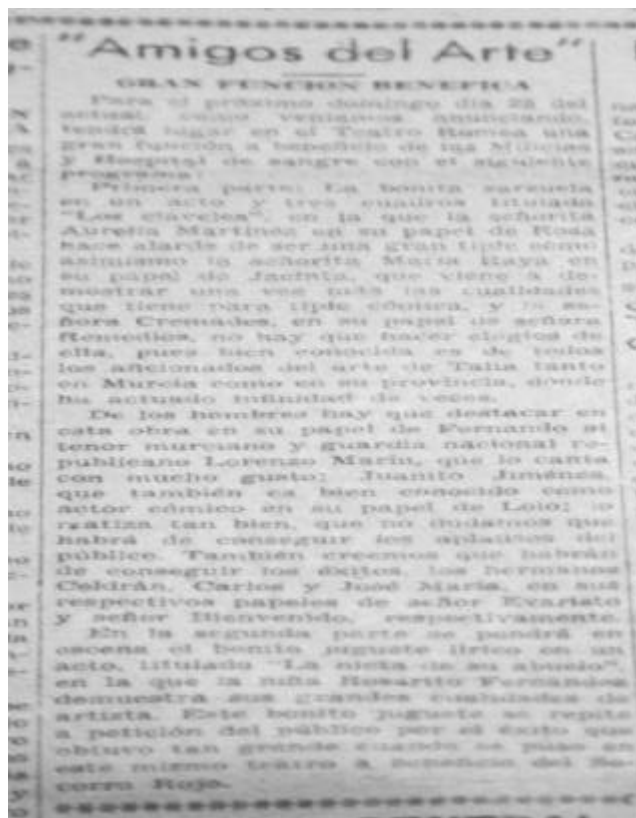 "Amigos del Arte"
GRAN FUNCION BENEFICA
Para el próximo domingo día 22 del
actual, como veníamos anunciando,
tendrá lugar en el Teatro Romea una
gran función a beneficio de las Milicias
y Hospital de sangre con el siguiente
programa:
Primera parte: La bonita zarzuela
en un acto y tres cuadros titulada
"Los claveles", en la que la señorita
Aurelia Martínez en su papel de Rosa
hace alarde de ser una gran tiple como
asimismo la señorita María Raya en
su papel de Jacinta, que viene a de-
mostrar una vez más las cualidades
que tiene para tiple cómica, y la se-
ñora Cremades, en su papel de señora
Remedios, no hay que hacer elogios de
ella, pues bien conocida es de todos
los aficionados del arte de Talía tanto
en Murcia como en su provincia, donde
ha actuado infinidad de veces.
De los hombres hay que destacar en
esta obra en su papel de Fernando al
tenor murciano y guardia nacional re-
publicano Lorenzo Marín, que lo canta
con mucho gusto; Juanito Jiménez,
que también es bien conocido como
actor cómico en su papel de Lolo; lo
matiza tan bien, que no dudamos que
habrá de conseguir los aplausos del
público. También creemos que habrán
de conseguir los éxitos, los hermanos
Celdrán, Carlos y José María, en sus
respectivos papeles de señor Evaristo
y señor Bienvenido, respectivamente.
En la segunda parte se pondrá en
escena el bonito juguete lírico en un
acto, titulado "La nieta de su abuelo",
en la que la niña Rosarito Fernández
demuestra sus grandes cualidades de
artista. Este bonito juguete se repite
a petición del público por el éxito que
obtuvo tan grande cuando se puso en
este mismo teatro a beneficio del So-
corro Rojo.